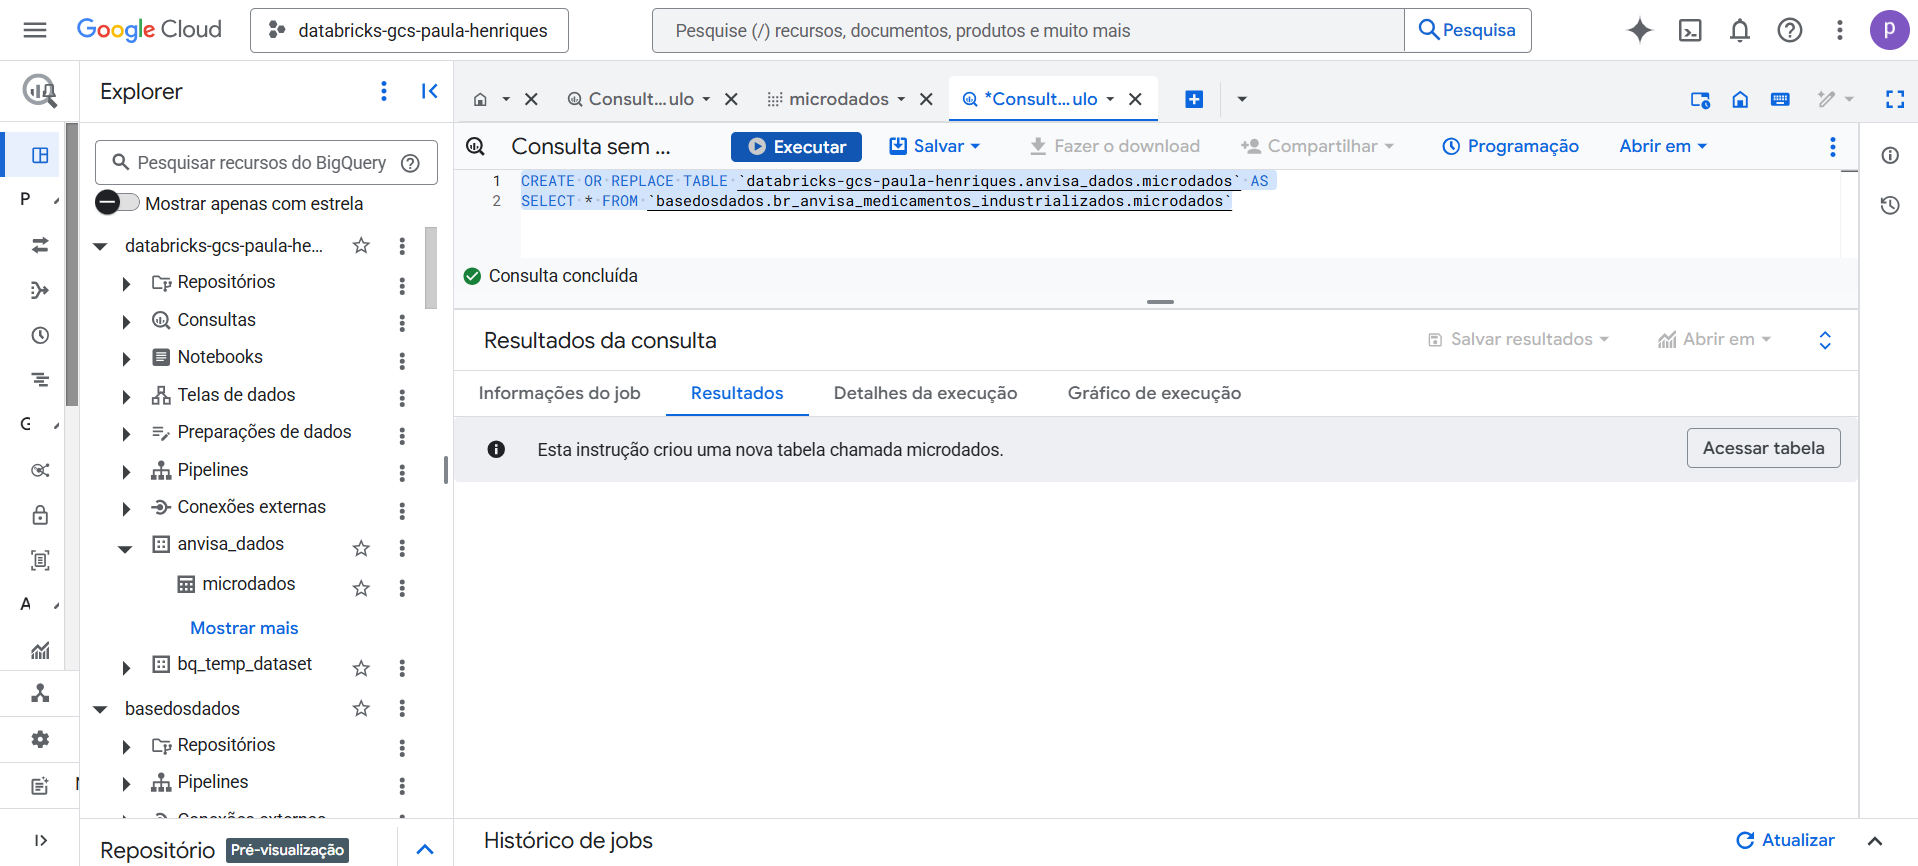 Google Cloud
databricks-gcs-paula-henriques
Pesquise (/) recursos, documentos, produtos e muito mais
Pesquisa
p
Explorer
Consult...ulo
microdados
*Consult...ulo
Pesquisar recursos do BigQuery
Mostrar apenas com estrela
P
G
A
databricks-gcs-paula-he...
Repositórios
Consultas
Notebooks
Telas de dados
Preparações de dados
Pipelines
Conexões externas
anvisa_dados
microdados
Mostrar mais
bq_temp_dataset
basedosdados
Repositórios
Pipelines
Conexões externas
Repositório Pré-visualização
Consulta sem ...
Executar
Salvar
Fazer o download
Compartilhar
Programação
Abrir em
1 CREATE OR REPLACE TABLE `databricks-gcs-paula-henriques.anvisa_dados.microdados` AS
2 SELECT * FROM `basedosdados.br_anvisa_medicamentos_industrializados.microdados`
Consulta concluída
Resultados da consulta
Salvar resultados
Abrir em
Informações do job
Resultados
Detalhes da execução
Gráfico de execução
Esta instrução criou uma nova tabela chamada microdados.
Acessar tabela
Histórico de jobs
Atualizar